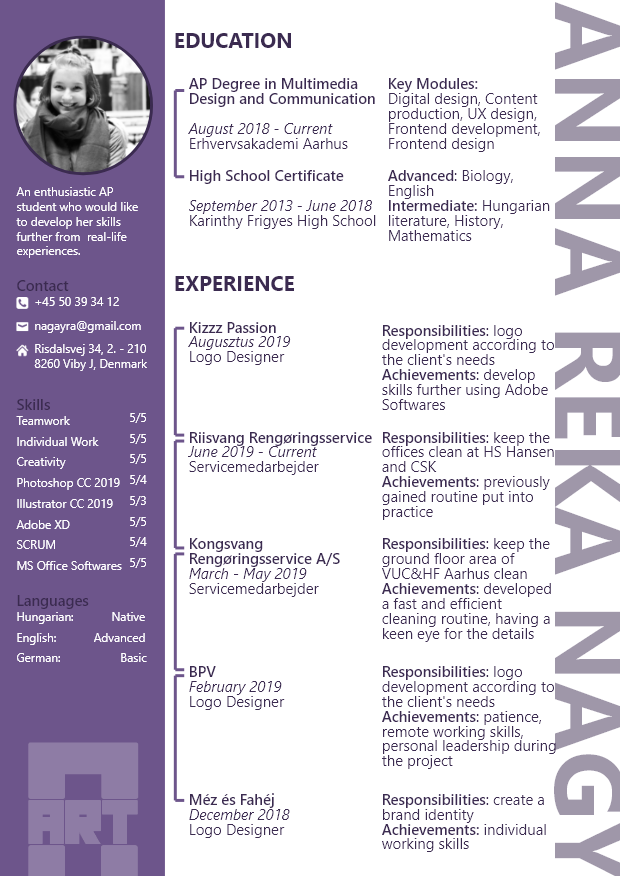 An enthusiastic AP
student who would like
to develop her skills
further from real-life
experiences.
Contact
+45 50 39 34 12
nagayra@gmail.com
Risdalsvej 34, 2. - 210
8260 Viby J, Denmark
Skills
Teamwork 5/5
Individual Work 5/5
Creativity 5/5
Photoshop CC 2019 5/4
Illustrator CC 2019 5/3
Adobe XD 5/5
SCRUM 5/4
MS Office Softwares 5/5
Languages
Hungarian: Native
English: Advanced
German: Basic
ART
EDUCATION
AP Degree in Multimedia
Design and Communication
August 2018 - Current
Erhvervsakademi Aarhus
Key Modules:
Digital design, Content
production, UX design,
Frontend development,
Frontend design
High School Certificate
September 2013 - June 2018
Karinthy Frigyes High School
Advanced: Biology,
English
Intermediate: Hungarian
literature, History,
Mathematics
EXPERIENCE
Kizzz Passion
Augusztus 2019
Logo Designer
Responsibilities: logo
development according to
the client's needs
Achievements: develop
skills further using Adobe
Softwares
Riisvang Rengøringsservice
June 2019 - Current
Servicemedarbejder
Responsibilities: keep the
offices clean at HS Hansen
and CSK
Achievements: previously
gained routine put into
practice
Kongsvang
Rengøringsservice A/S
March - May 2019
Servicemedarbejder
Responsibilities: keep the
ground floor area of
VUC&HF Aarhus clean
Achievements: developed
a fast and efficient
cleaning routine, having a
keen eye for the details
BPV
February 2019
Logo Designer
Responsibilities: logo
development according to
the client's needs
Achievements: patience,
remote working skills,
personal leadership during
the project
Méz és Fahéj
December 2018
Logo Designer
Responsibilities: create a
brand identity
Achievements: individual
working skills
ANNA REKA NAGY